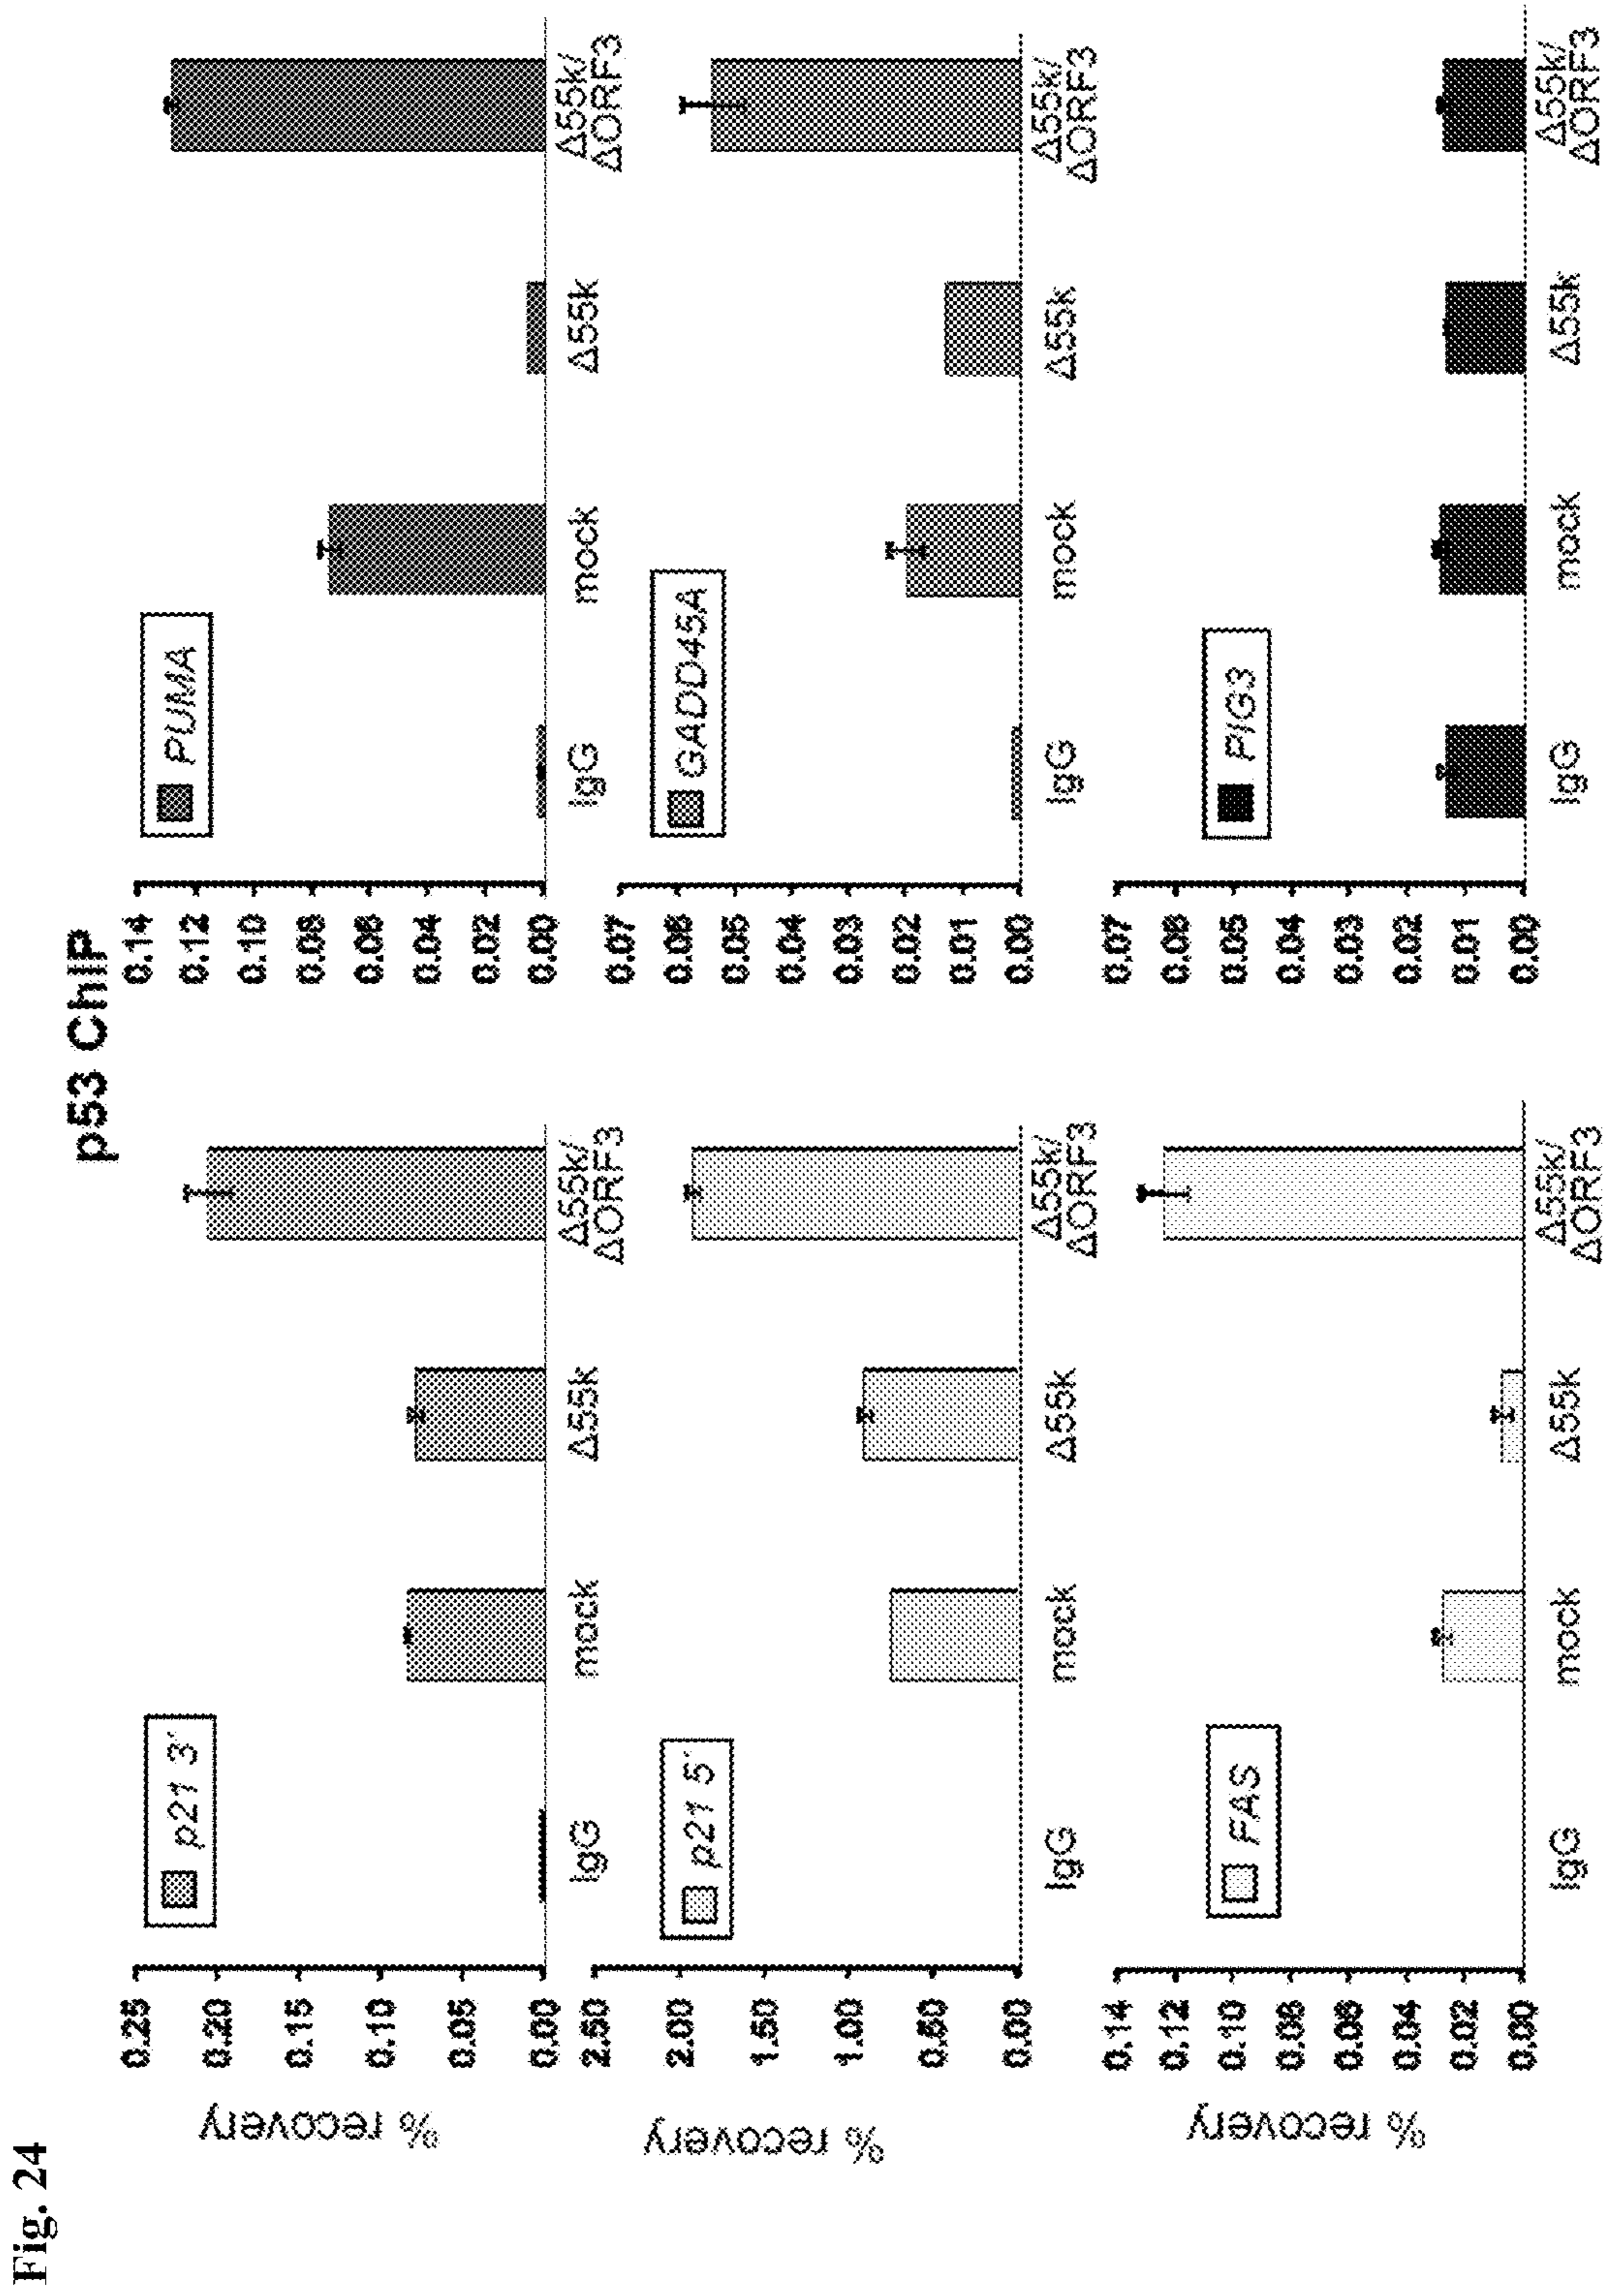 Fig. 24
p53 ChIP
% recovery
0.25
0.20
0.15
0.10
0.05
0.00
p21 3'
IgG
mock
Δ55k
Δ55k/
ΔORF3
0.14
0.12
0.10
0.08
0.06
0.04
0.02
0.00
PUMA
IgG
mock
Δ55k
Δ55k/
ΔORF3
% recovery
2.50
2.00
1.50
1.00
0.50
0.00
p21 5'
IgG
mock
Δ55k
Δ55k/
ΔORF3
0.07
0.06
0.05
0.04
0.03
0.02
0.01
0.00
GADD45A
IgG
mock
Δ55k
Δ55k/
ΔORF3
% recovery
0.14
0.12
0.10
0.08
0.06
0.04
0.02
0.00
FAS
IgG
mock
Δ55k
Δ55k/
ΔORF3
0.07
0.06
0.05
0.04
0.03
0.02
0.01
0.00
PIG3
IgG
mock
Δ55k
Δ55k/
ΔORF3